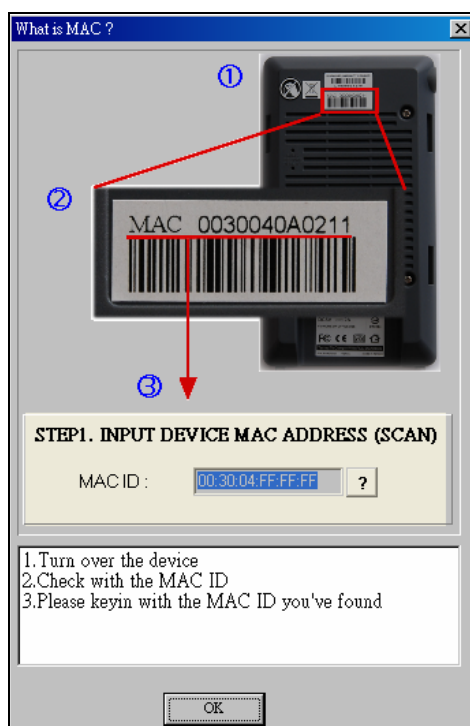 What is MAC ?
①
②
MAC 0030040A0211
FC CE
③
STEP1. INPUT DEVICE MAC ADDRESS (SCAN)
MAC ID : 00:30:04:FF:FF:FF ?
1.Turn over the device
2.Check with the MAC ID
3.Please keyin with the MAC ID you've found
OK